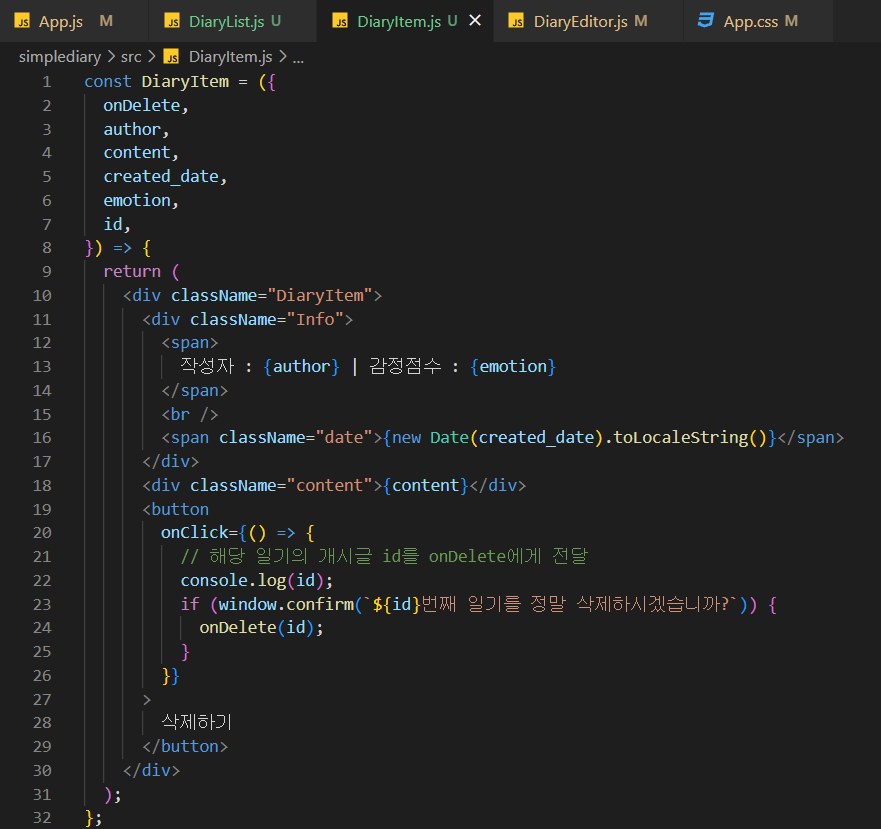 JS App.js M JS DiaryList.js U JS DiaryItem.js U × JS DiaryEditor.js M App.css M
simplediary > src > JS DiaryItem.js > ...
1 const DiaryItem = ({
2   onDelete,
3   author,
4   content,
5   created_date,
6   emotion,
7   id,
8 }) => {
9   return (
10     <div className="DiaryItem">
11       <div className="Info">
12         <span>
13           작성자 : {author} | 감정점수 : {emotion}
14         </span>
15         <br />
16         <span className="date">{new Date(created_date).toLocaleString()}</span>
17       </div>
18       <div className="content">{content}</div>
19       <button
20         onClick={() => {
21           // 해당 일기의 개시글 id를 onDelete에게 전달
22           console.log(id);
23           if (window.confirm(`${id}번째 일기를 정말 삭제하시겠습니까?`)) {
24             onDelete(id);
25           }
26         }}
27       >
28         삭제하기
29       </button>
30     </div>
31   );
32 };